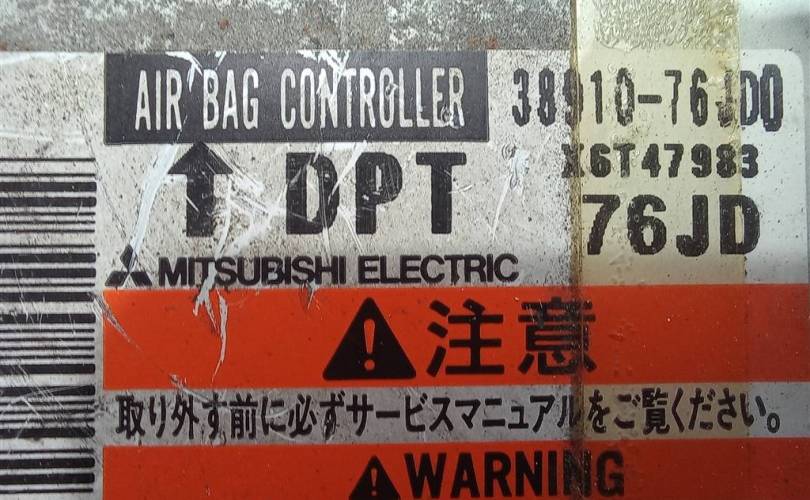 AIR BAG CONTROLLER 38910-76JD0
X6T47983
DPT 76JD
MITSUBISHI ELECTRIC
注意
取り外す前に必ずサービスマニュアルをご覧ください。
WARNING